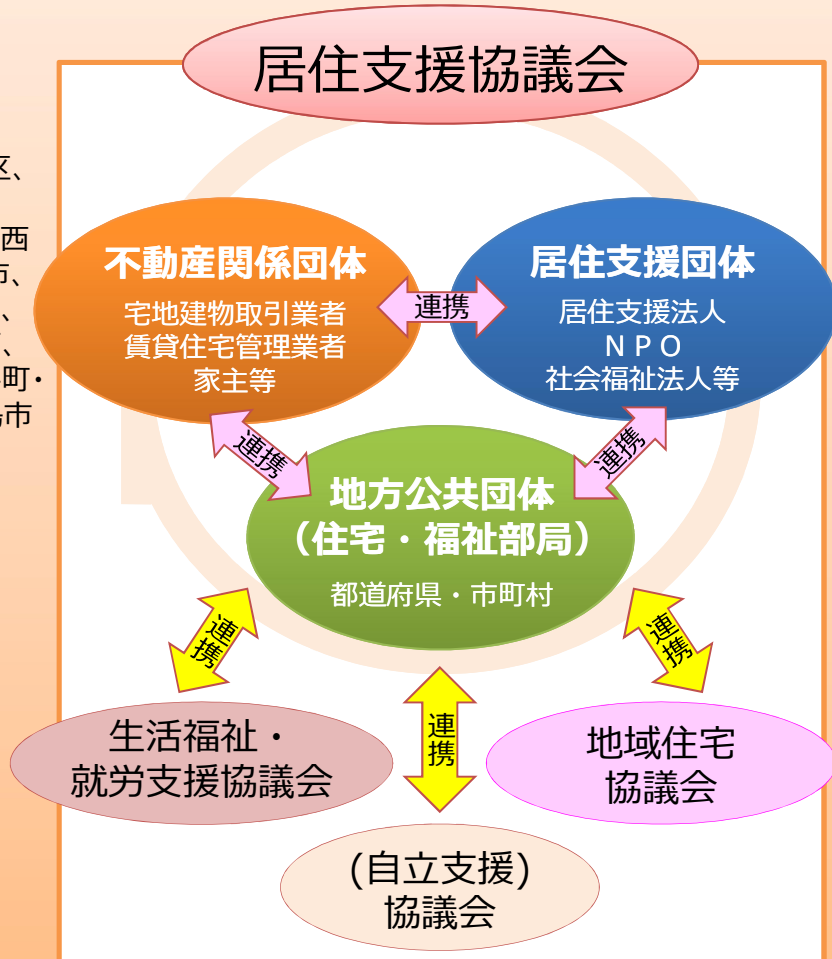 居住支援協議会
区、
西
市、
、
、
町・
市
不動産関係団体
宅地建物取引業者
賃貸住宅管理業者
家主等
連携
居住支援団体
居住支援法人
ＮＰＯ
社会福祉法人等
連携
連携
地方公共団体
（住宅・福祉部局）
都道府県・市町村
連携
連携
連携
生活福祉・
就労支援協議会
地域住宅
協議会
(自立支援)
協議会